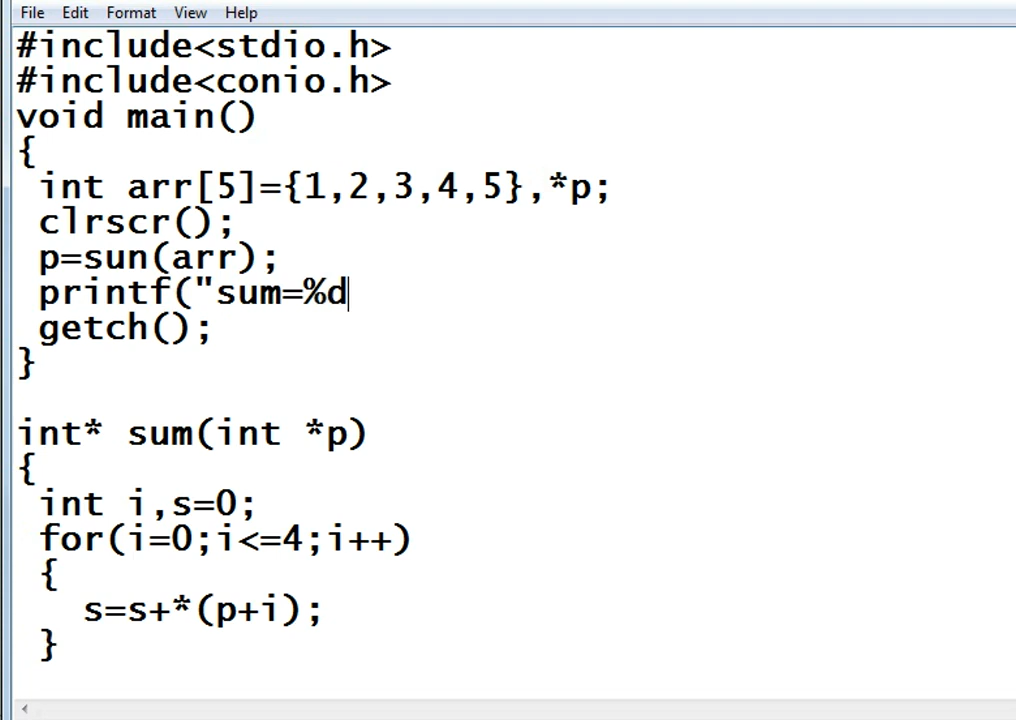 File Edit Format View Help
#include<stdio.h>
#include<conio.h>
void main()
{
 int arr[5]={1,2,3,4,5},*p;
 clrscr();
 p=sun(arr);
 printf("sum=%d
 getch();
}

int* sum(int *p)
{
 int i,s=0;
 for(i=0;i<=4;i++)
 {
   s=s+*(p+i);
 }